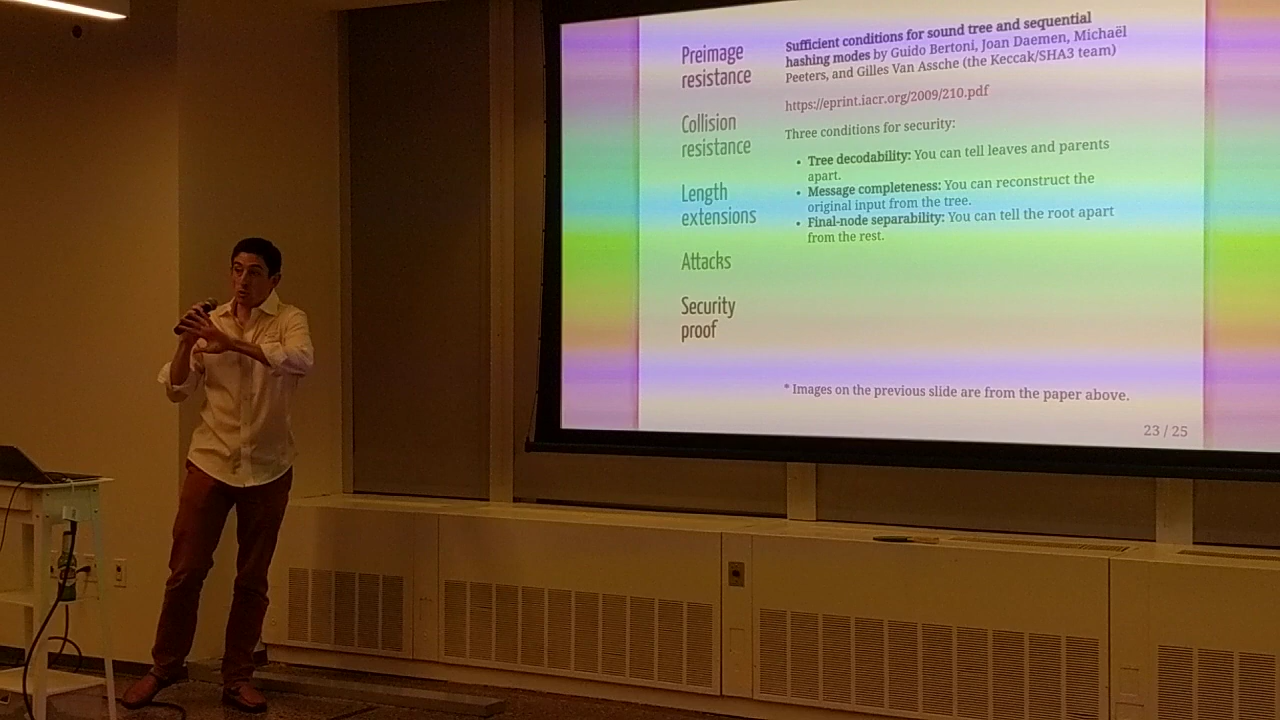 Preimage
resistance
Collision
resistance
Length
extensions
Attacks
Security
proof
Sufficient conditions for sound tree and sequential
hashing modes by Guido Bertoni, Joan Daemen, Michaël
Peeters, and Gilles Van Assche (the Keccak/SHA3 team)
https://eprint.iacr.org/2009/210.pdf
Three conditions for security:
• Tree decodability: You can tell leaves and parents
apart.
• Message completeness: You can reconstruct the
original input from the tree.
• Final-node separability: You can tell the root apart
from the rest.
* Images on the previous slide are from the paper above.
23 / 25